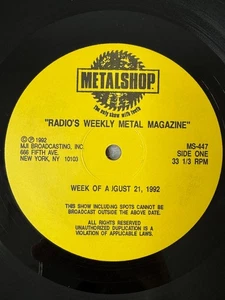 METALSHOP
The only show with teeth
"RADIO'S WEEKLY METAL MAGAZINE"
©℗ 1992
MJI BROADCASTING, INC.
666 FIFTH AVE.
NEW YORK, NY 10103
MS-447
SIDE ONE
33 1/3 RPM
WEEK OF AUGUST 21, 1992
THIS SHOW INCLUDING SPOTS CANNOT BE
BROADCAST OUTSIDE THE ABOVE DATE.
ALL RIGHTS RESERVED
UNAUTHORIZED DUPLICATION IS A
VIOLATION OF APPLICABLE LAWS.